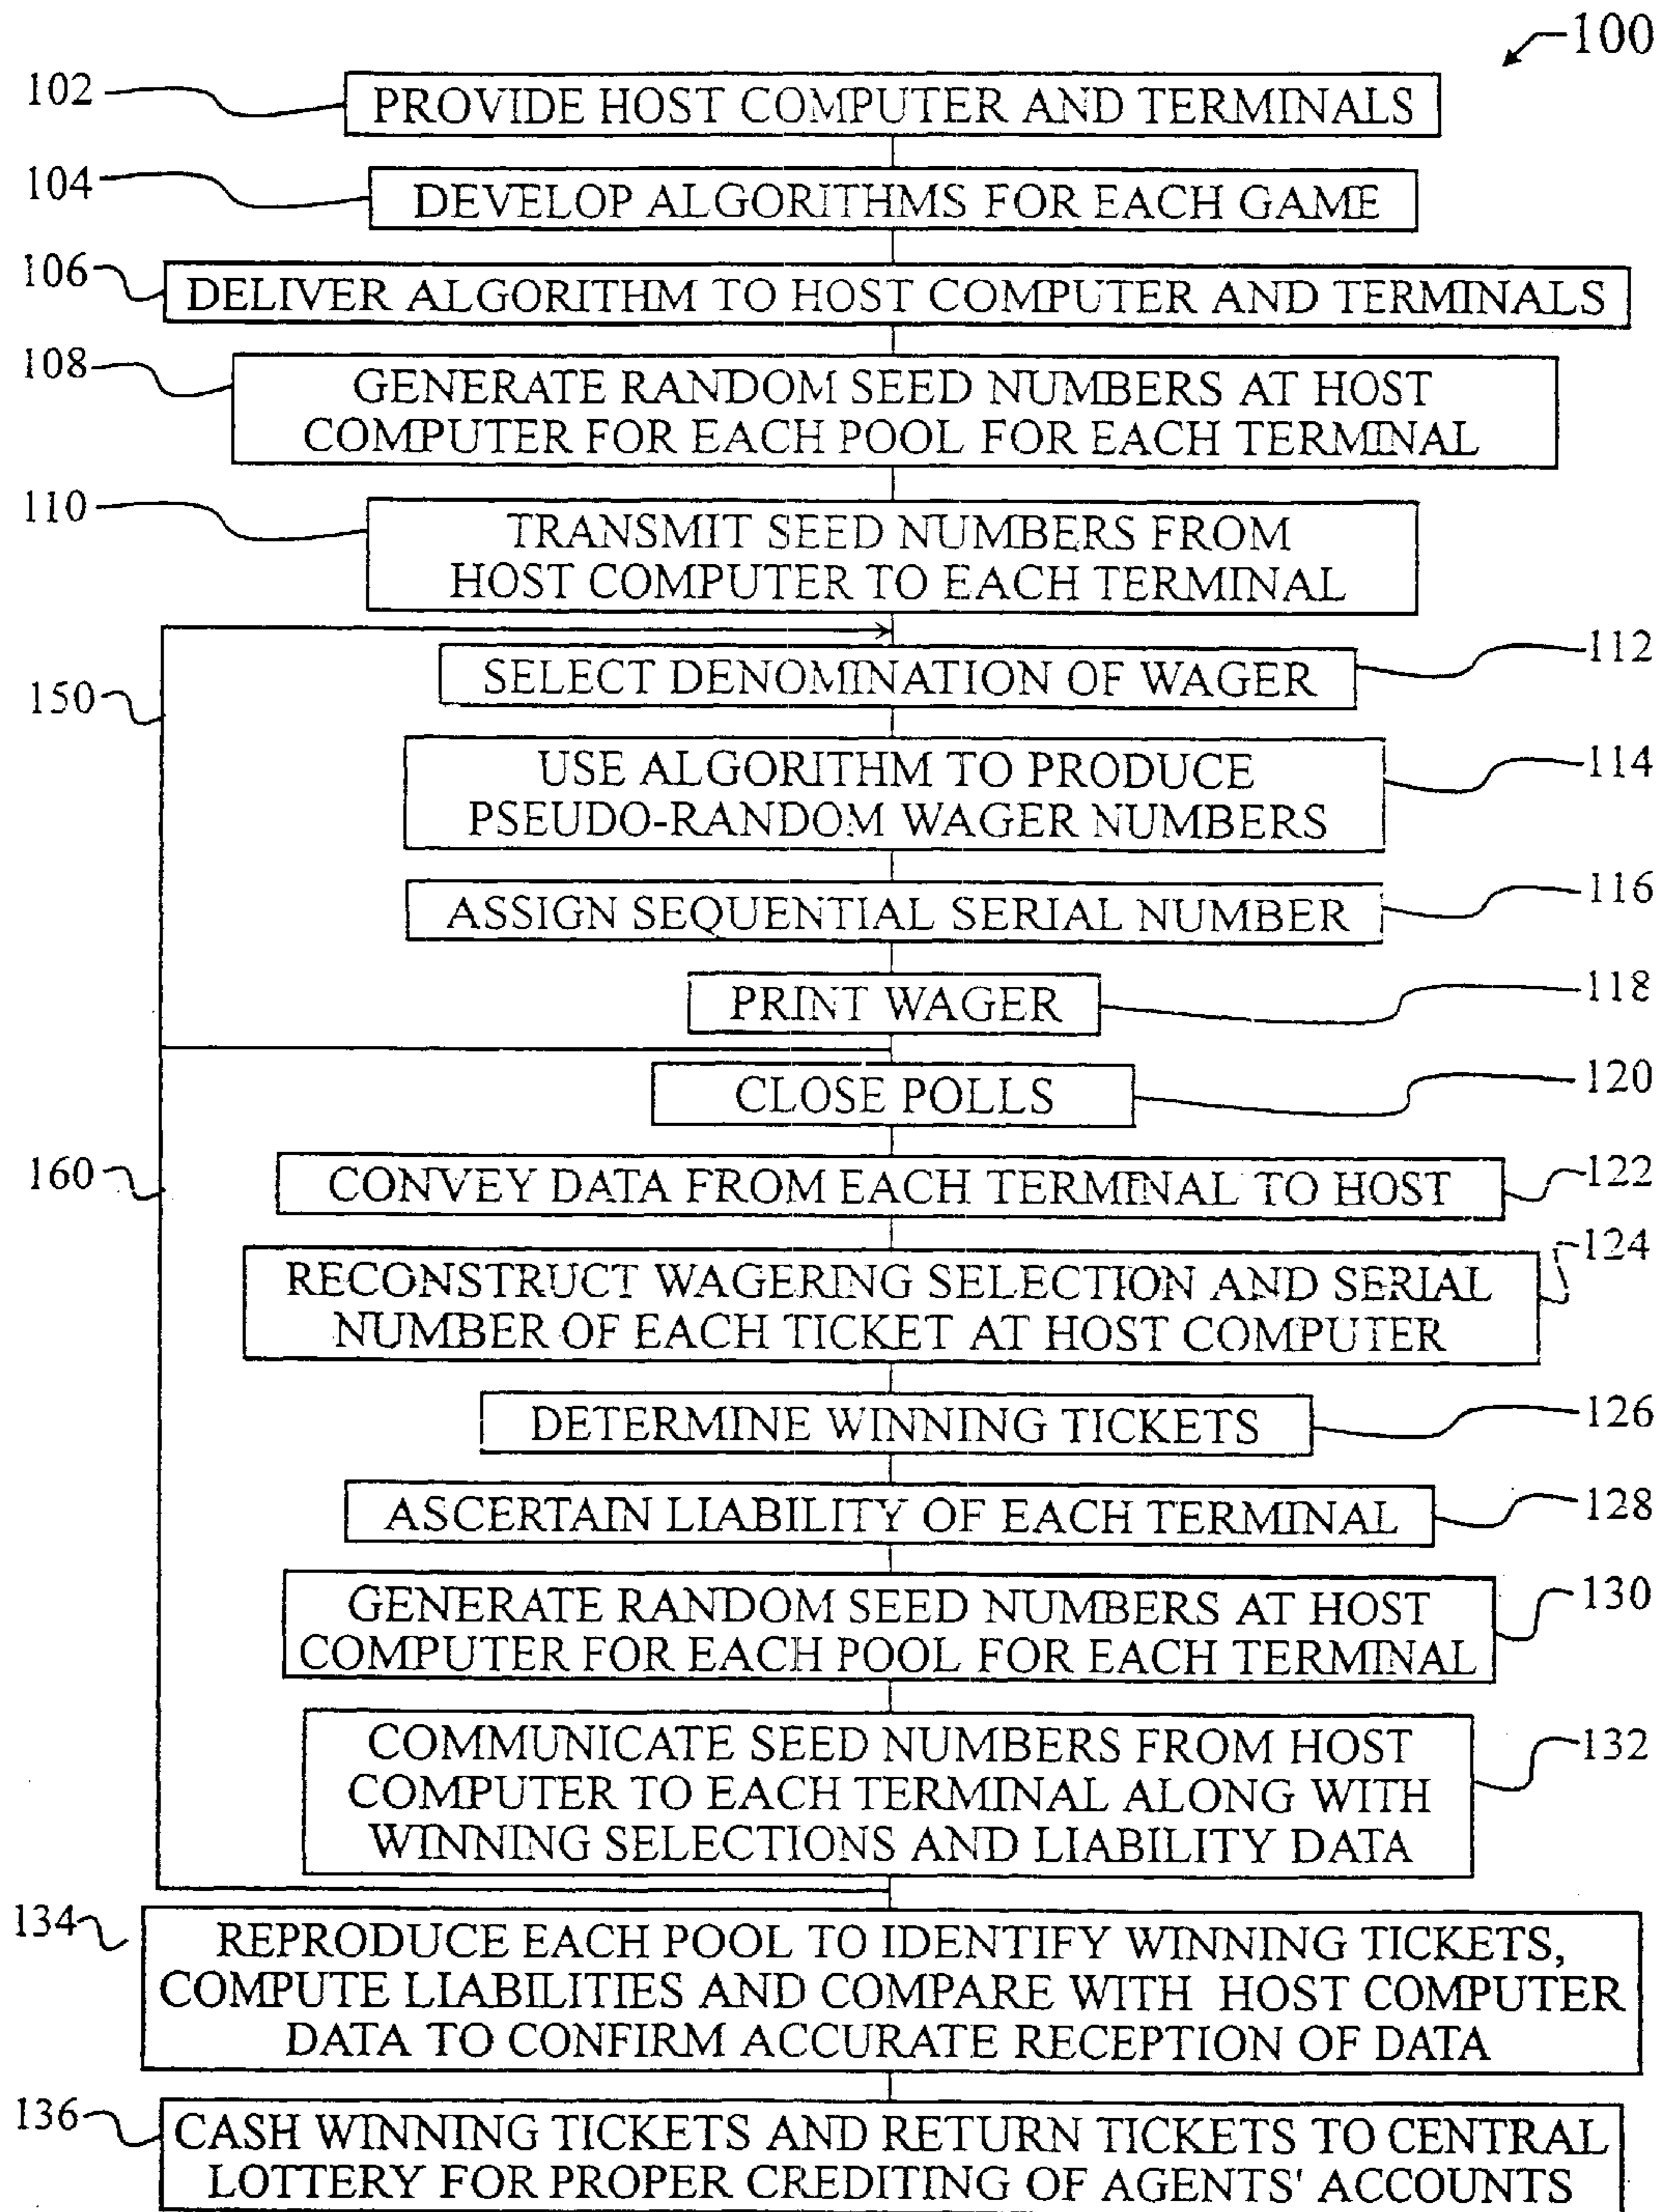 100
102
PROVIDE HOST COMPUTER AND TERMINALS
104
DEVELOP ALGORITHMS FOR EACH GAME
106
DELIVER ALGORITHM TO HOST COMPUTER AND TERMINALS
108
GENERATE RANDOM SEED NUMBERS AT HOST
COMPUTER FOR EACH POOL FOR EACH TERMINAL
110
TRANSMIT SEED NUMBERS FROM
HOST COMPUTER TO EACH TERMINAL
112
SELECT DENOMINATION OF WAGER
150
114
USE ALGORITHM TO PRODUCE
PSEUDO-RANDOM WAGER NUMBERS
116
ASSIGN SEQUENTIAL SERIAL NUMBER
118
PRINT WAGER
120
CLOSE POLLS
160
CONVEY DATA FROM EACH TERMINAL TO HOST
122
124
RECONSTRUCT WAGERING SELECTION AND SERIAL
NUMBER OF EACH TICKET AT HOST COMPUTER
126
DETERMINE WINNING TICKETS
128
ASCERTAIN LIABILITY OF EACH TERMINAL
130
GENERATE RANDOM SEED NUMBERS AT HOST
COMPUTER FOR EACH POOL FOR EACH TERMINAL
132
COMMUNICATE SEED NUMBERS FROM HOST
COMPUTER TO EACH TERMINAL ALONG WITH
WINNING SELECTIONS AND LIABILITY DATA
134
REPRODUCE EACH POOL TO IDENTIFY WINNING TICKETS,
COMPUTE LIABILITIES AND COMPARE WITH HOST COMPUTER
DATA TO CONFIRM ACCURATE RECEPTION OF DATA
136
CASH WINNING TICKETS AND RETURN TICKETS TO CENTRAL
LOTTERY FOR PROPER CREDITING OF AGENTS' ACCOUNTS